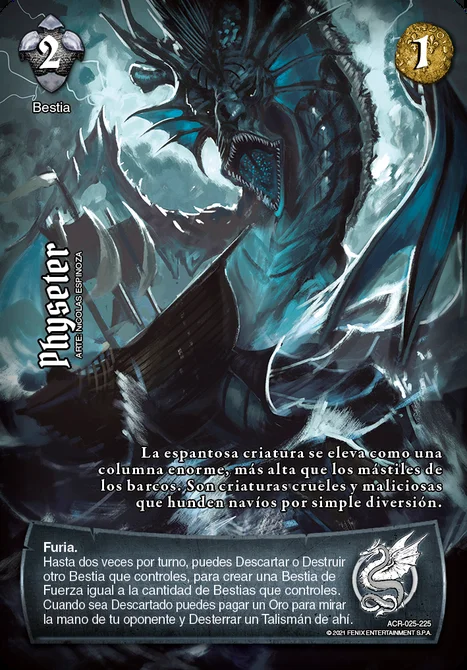 2
1
Bestia
Physeter
ARTE: NICOLAS ESPINOZA
La espantosa criatura se eleva como una
columna enorme, más alta que los mástiles de
los barcos. Son criaturas crueles y maliciosas
que hunden navíos por simple diversión.
Furia.
Hasta dos veces por turno, puedes Descartar o Destruir
otro Bestia que controles, para crear una Bestia de
Fuerza igual a la cantidad de Bestias que controles.
Cuando sea Descartado puedes pagar un Oro para mirar
la mano de tu oponente y Desterrar un Talismán de ahí.
ACR-025-225
© 2021 FENIX ENTERTAINMENT S.P.A.